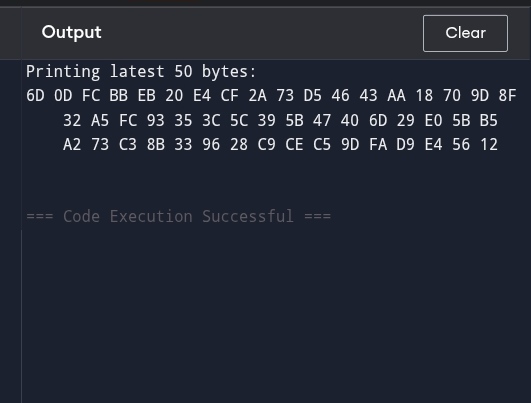 Output
Clear
Printing latest 50 bytes:
6D 0D FC BB EB 20 E4 CF 2A 73 D5 46 43 AA 18 70 9D 8F
32 A5 FC 93 35 3C 5C 39 5B 47 40 6D 29 E0 5B B5
A2 73 C3 8B 33 96 28 C9 CE C5 9D FA D9 E4 56 12
=== Code Execution Successful ===